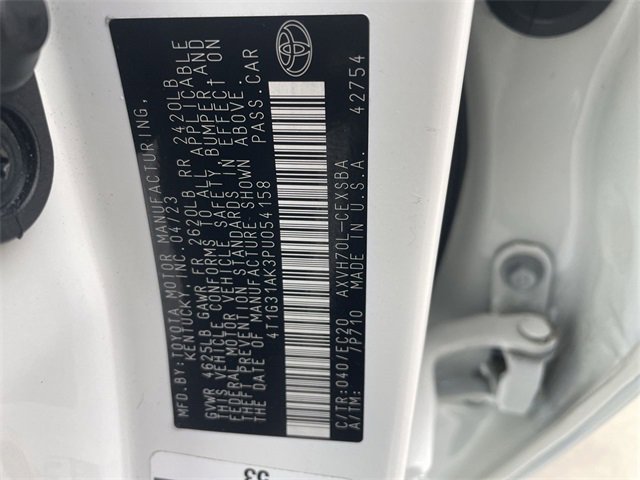 MFD.BY:TOYOTA MOTOR MANUFACTURING,
KENTUCKY,INC. 04/23
GVWR 4625LB GAWR FR 2620LB RR 2420LB
THIS VEHICLE CONFORMS TO ALL APPLICABLE
FEDERAL MOTOR VEHICLE SAFETY, BUMPER AND
THEFT PREVENTION STANDARDS IN EFFECT ON
THE DATE OF MANUFACTURE SHOWN ABOVE.
4T1G31AK3PU054158 PASS.CAR
C/TR:040/EC20 AXVH70L-CEXSBA
A/TM: /P710 MADE IN U.S.A. 42754
53